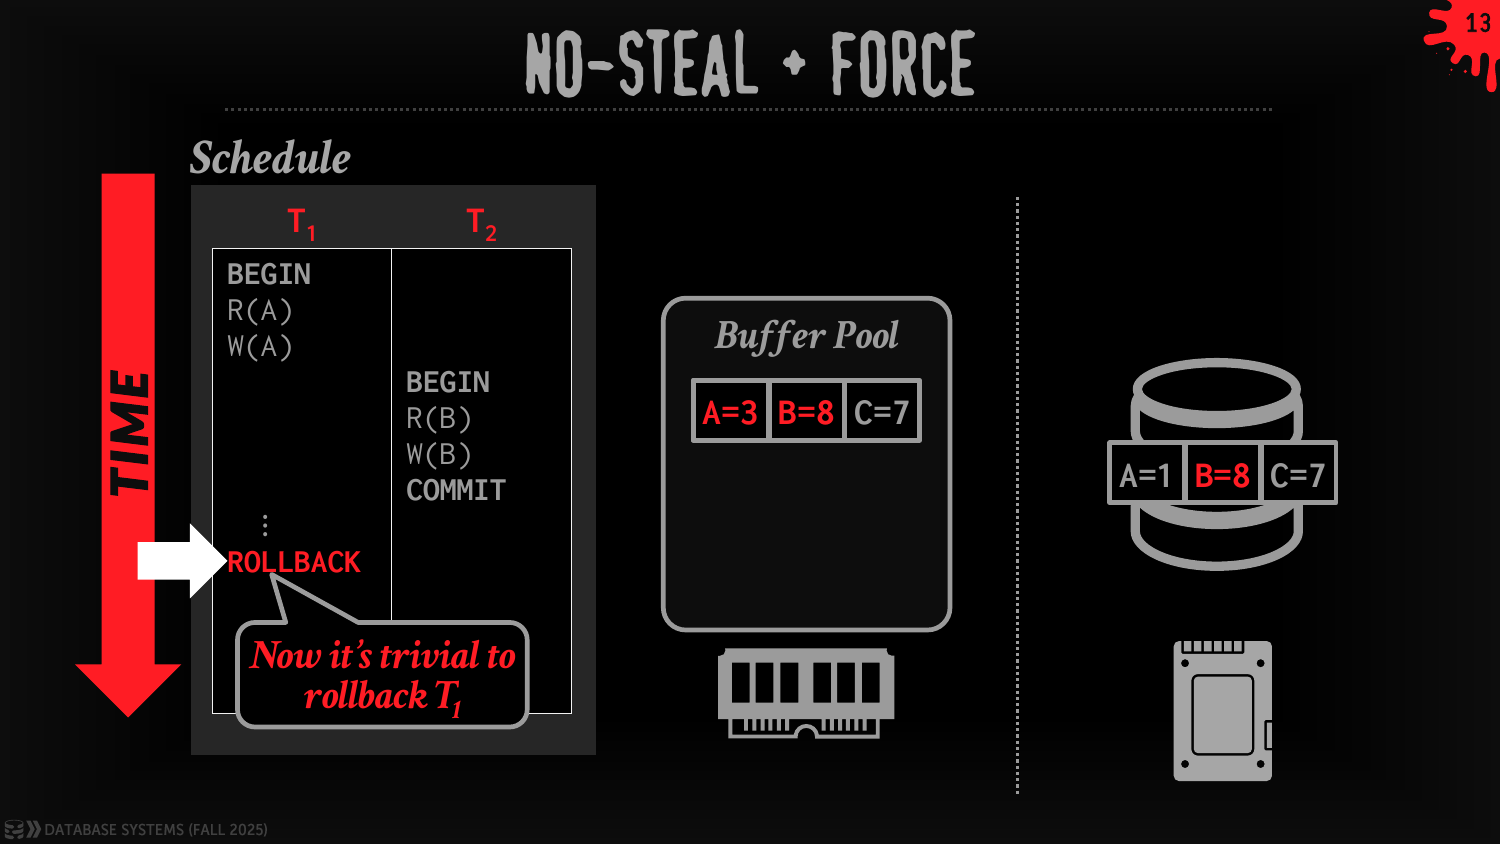 NO-STEAL + FORCE
13
Schedule
T1 T2
BEGIN
R(A)
W(A)
BEGIN
R(B)
W(B)
COMMIT
⋮
ROLLBACK
Now it's trivial to
rollback T1
TIME
Buffer Pool
A=3 B=8 C=7
A=1 B=8 C=7
DATABASE SYSTEMS (FALL 2025)